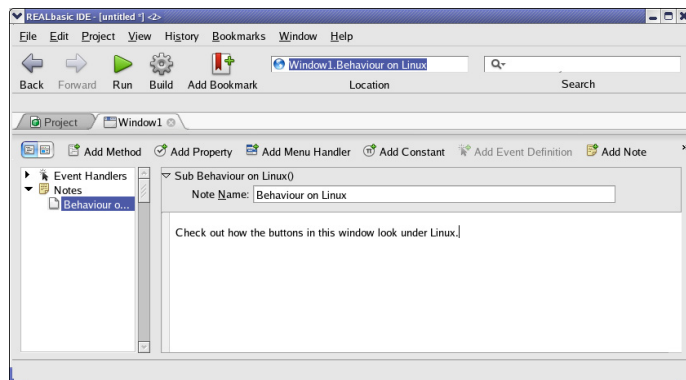 REALbasic IDE - [untitled *] <2>
File Edit Project View History Bookmarks Window Help
Window1.Behaviour on Linux
Back Forward Run Build Add Bookmark Location Search
Project Window1
Add Method Add Property Add Menu Handler Add Constant Add Event Definition Add Note
Event Handlers
Notes
Behaviour o...
Sub Behaviour on Linux()
Note Name: Behaviour on Linux
Check out how the buttons in this window look under Linux.